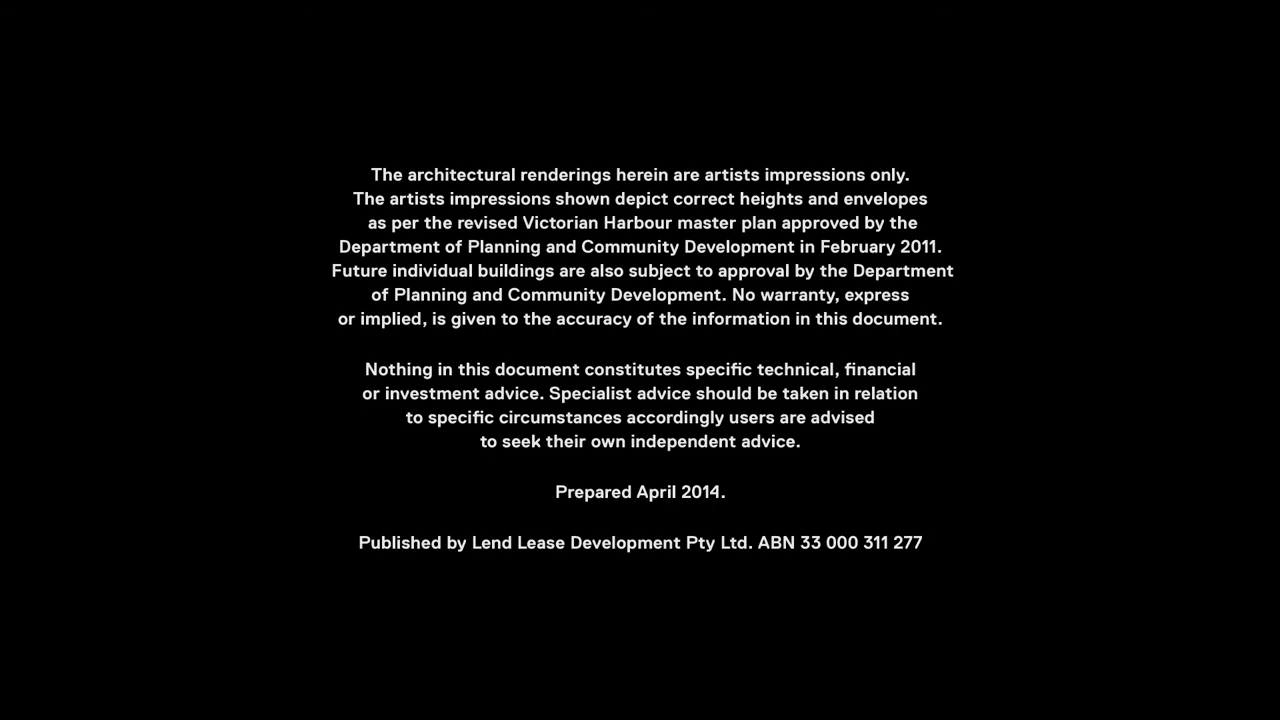 The architectural renderings herein are artists impressions only.
The artists impressions shown depict correct heights and envelopes
as per the revised Victorian Harbour master plan approved by the
Department of Planning and Community Development in February 2011.
Future individual buildings are also subject to approval by the Department
of Planning and Community Development. No warranty, express
or implied, is given to the accuracy of the information in this document.
Nothing in this document constitutes specific technical, financial
or investment advice. Specialist advice should be taken in relation
to specific circumstances accordingly users are advised
to seek their own independent advice.
Prepared April 2014.
Published by Lend Lease Development Pty Ltd. ABN 33 000 311 277